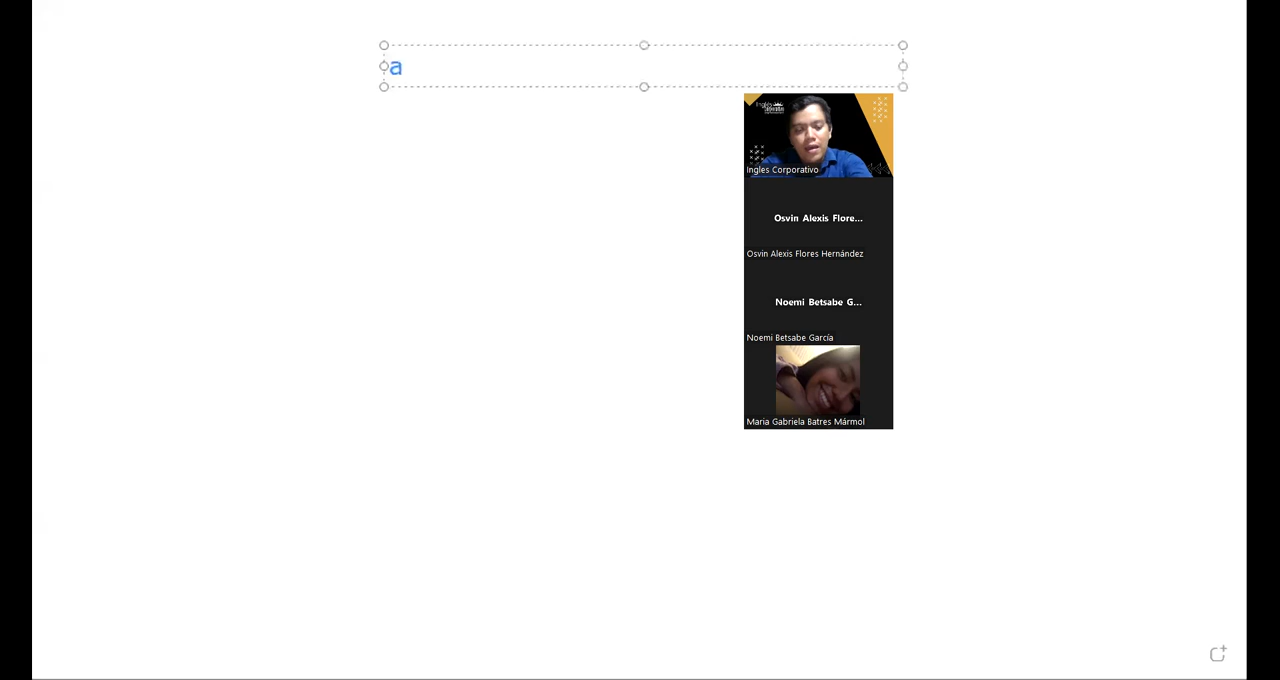 a
Ingles Corporativo
Osvin Alexis Flore...
Osvin Alexis Flores Hernández
Noemi Betsabe G...
Noemi Betsabe García
Maria Gabriela Batres Mármol